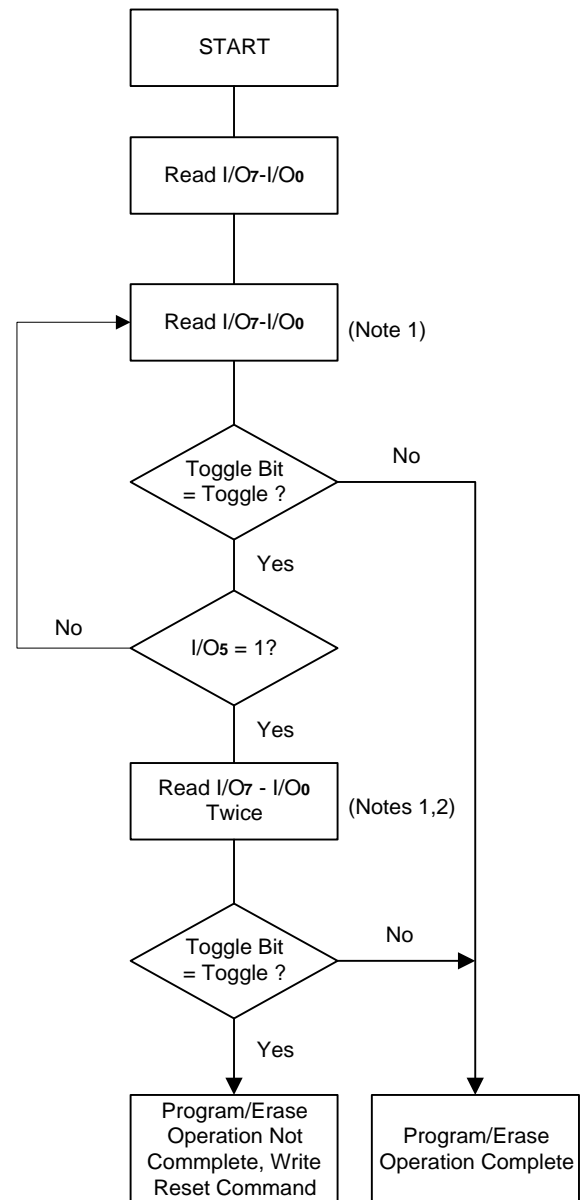 START
Read I/O7-I/O0
Read I/O7-I/O0
(Note 1)
Toggle Bit
= Toggle ?
No
Yes
No
I/O5 = 1?
Yes
Read I/O7 - I/O0
Twice
(Notes 1,2)
Toggle Bit
= Toggle ?
No
Yes
Program/Erase
Operation Not
Commplete, Write
Reset Command
Program/Erase
Operation Complete